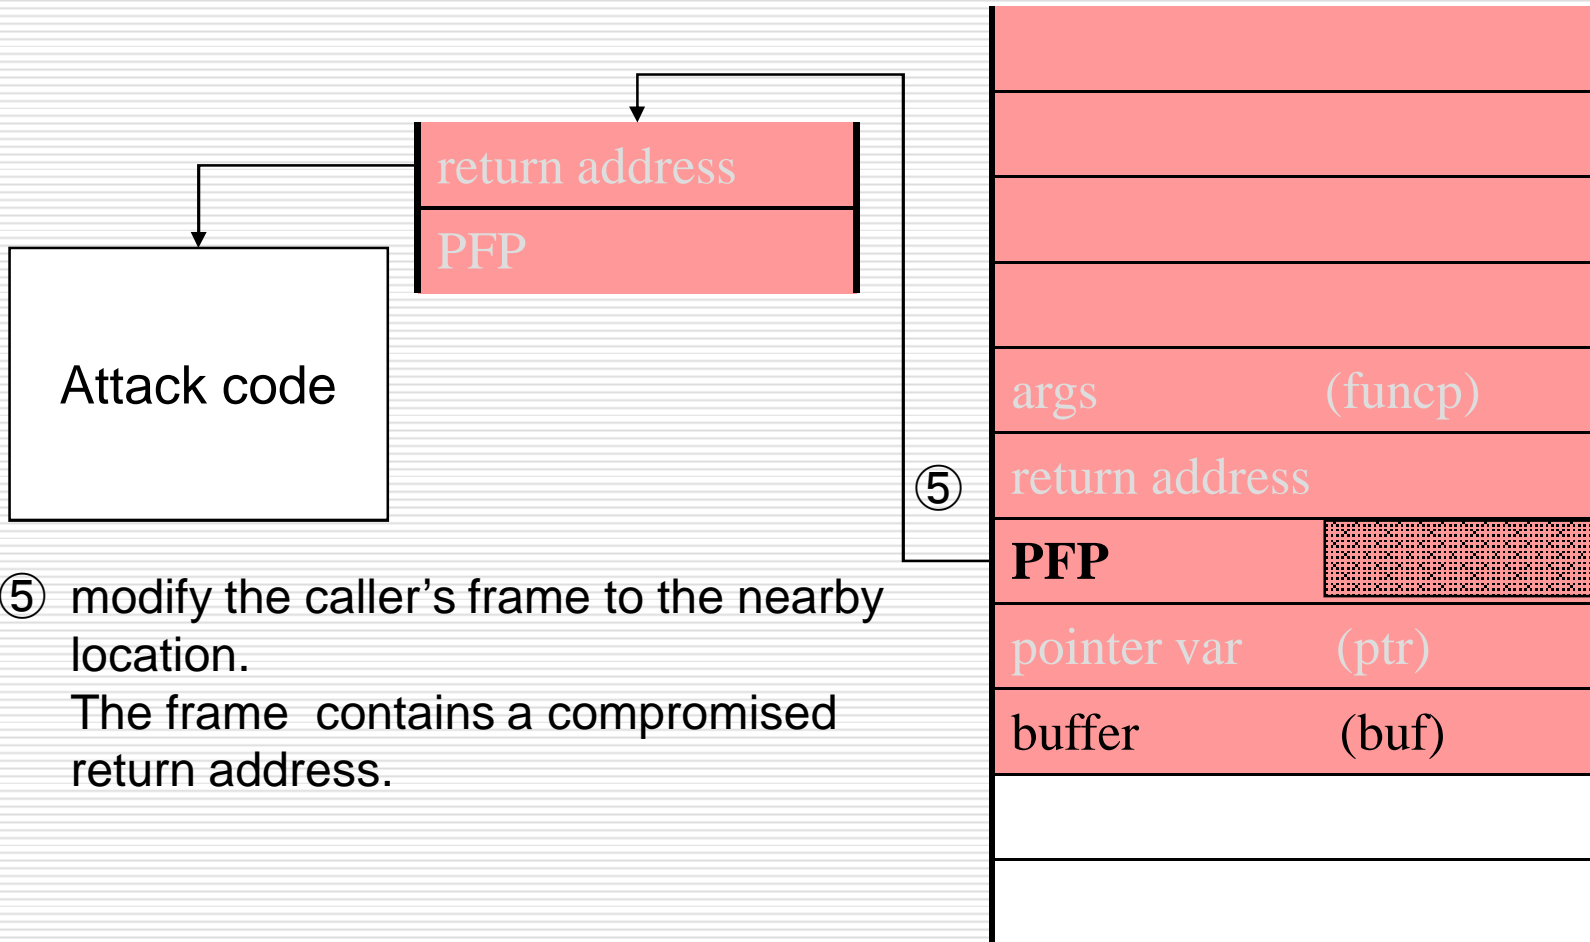 return address
PFP
Attack code
args (funcp)
return address
⑤
PFP
pointer var (ptr)
buffer (buf)
⑤ modify the caller’s frame to the nearby
location.
The frame contains a compromised
return address.